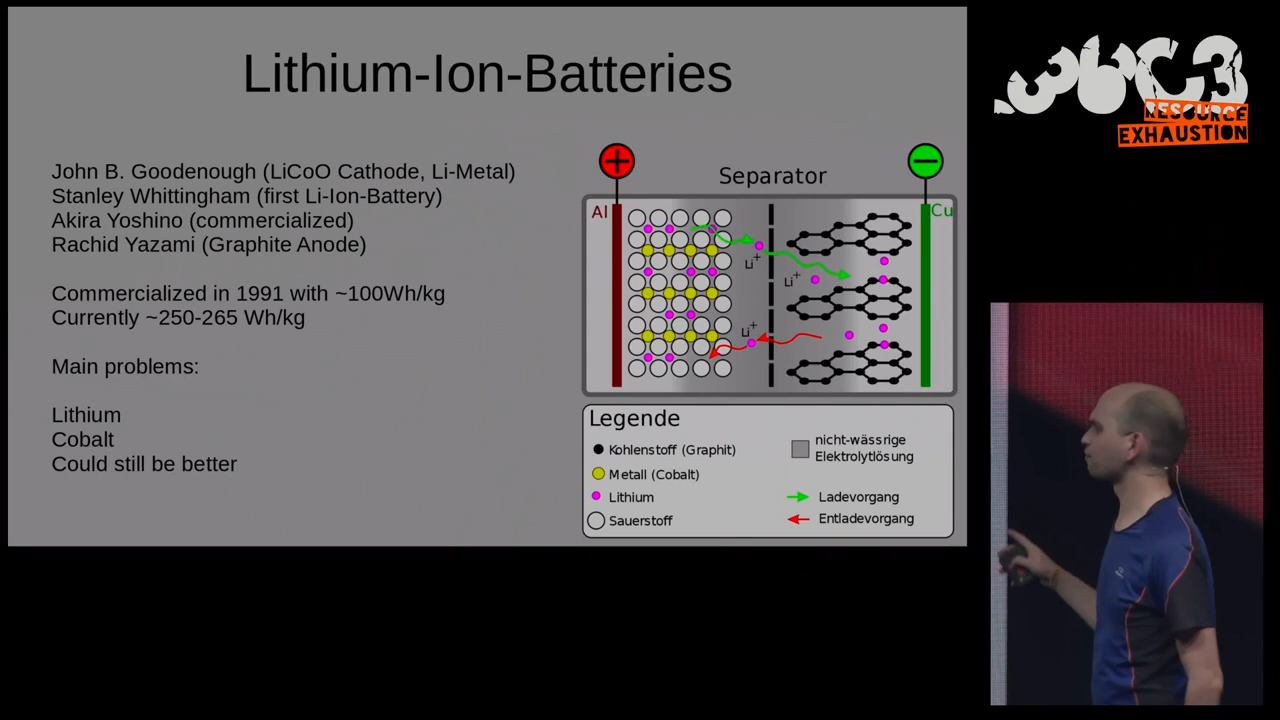 Lithium-Ion-Batteries
John B. Goodenough (LiCoO Cathode, Li-Metal)
Stanley Whittingham (first Li-Ion-Battery)
Akira Yoshino (commercialized)
Rachid Yazami (Graphite Anode)
Commercialized in 1991 with ~100Wh/kg
Currently ~250-265 Wh/kg
Main problems:
Lithium
Cobalt
Could still be better
+
−
Separator
Al
Cu
Li+
Li+
Li+
Legende
Kohlenstoff (Graphit)
Metall (Cobalt)
Lithium
Sauerstoff
nicht-wässrige
Elektrolytlösung
Ladevorgang
Entladevorgang
36C3
RESOURCE
EXHAUSTION